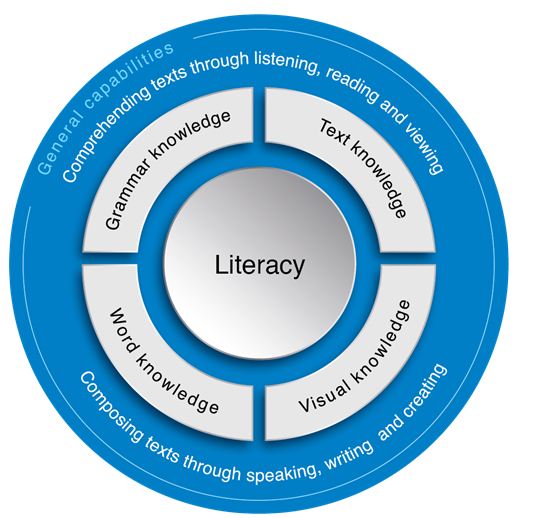 General capabilities
Comprehending texts through listening, reading and viewing
Grammar knowledge
Text knowledge
Literacy
Word knowledge
Visual knowledge
Composing texts through speaking, writing and creating